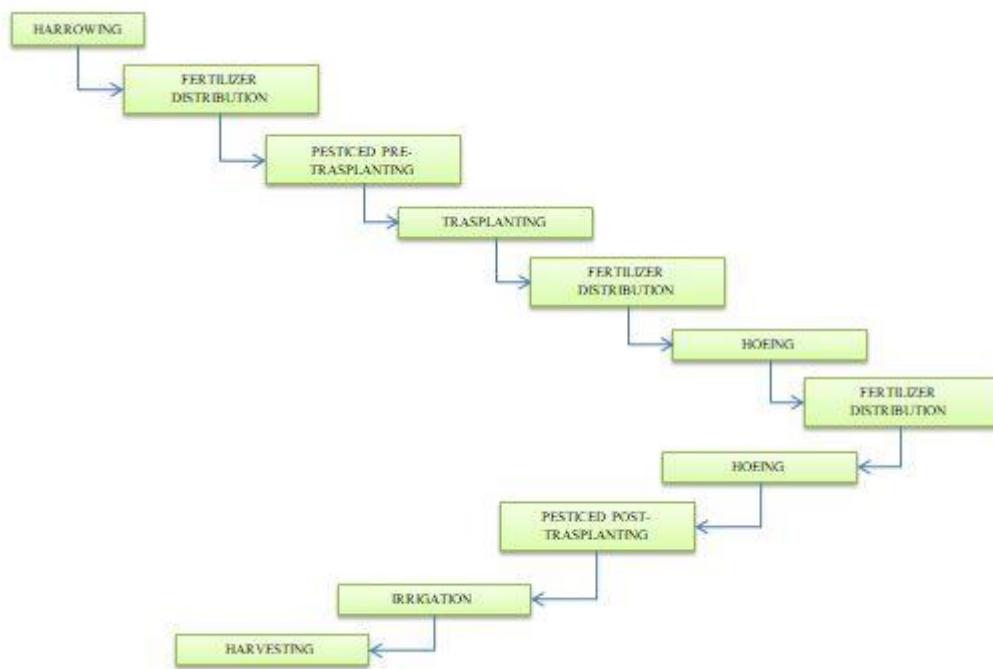 HARROWING
FERTILIZER
DISTRIBUTION
PESTICED PRE-
TRASPLANTING
TRASPLANTING
FERTILIZER
DISTRIBUTION
HOEING
FERTILIZER
DISTRIBUTION
HOEING
PESTICED POST-
TRASPLANTING
IRRIGATION
HARVESTING